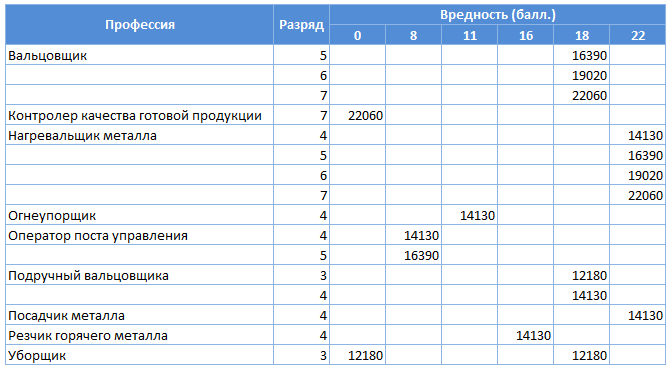 Профессия Разряд Вредность (балл.)
0 8 11 16 18 22
Вальцовщик 5 16390
6 19020
7 22060
Контролер качества готовой продукции 7 22060
Нагревальщик металла 4 14130
5 16390
6 19020
7 22060
Огнеупорщик 4 14130
Оператор поста управления 4 14130
5 16390
Подручный вальцовщика 3 12180
4 14130
Посадчик металла 4 14130
Резчик горячего металла 4 14130
Уборщик 3 12180 12180